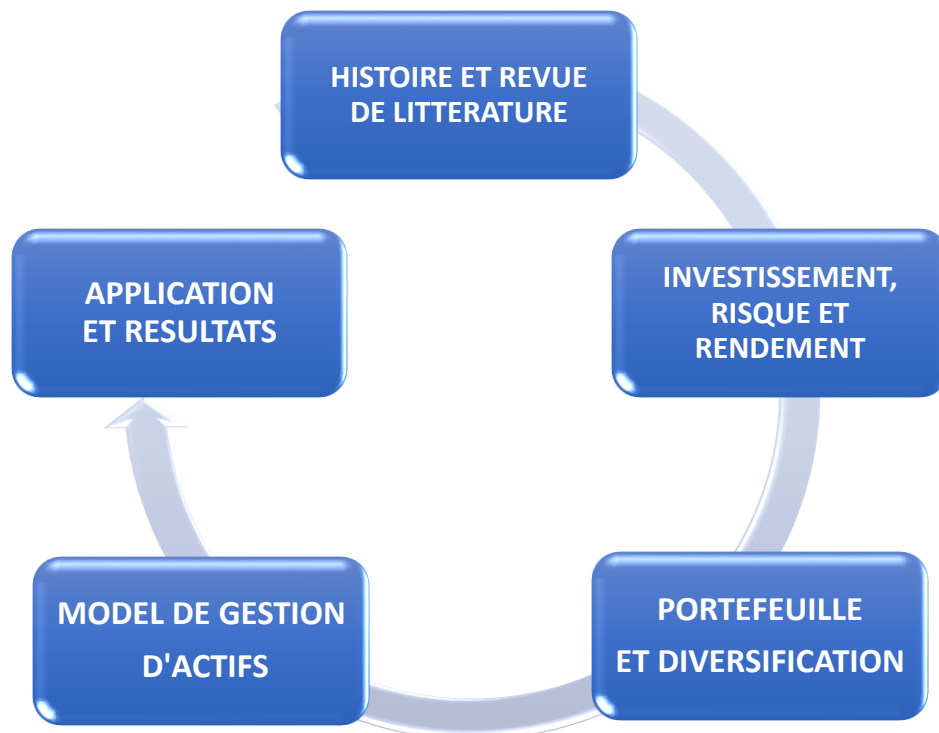 HISTOIRE ET REVUE
DE LITTERATURE
INVESTISSEMENT,
RISQUE ET
RENDEMENT
PORTEFEUILLE
ET DIVERSIFICATION
MODEL DE GESTION
D'ACTIFS
APPLICATION
ET RESULTATS